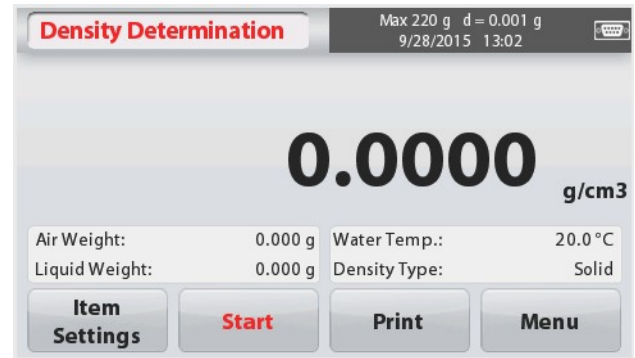 Density Determination
Max 220 g d = 0.001 g
9/28/2015 13:02
0.0000
g/cm3
Air Weight: 0.000 g Water Temp.: 20.0 °C
Liquid Weight: 0.000 g Density Type: Solid
Item
Settings
Start
Print
Menu